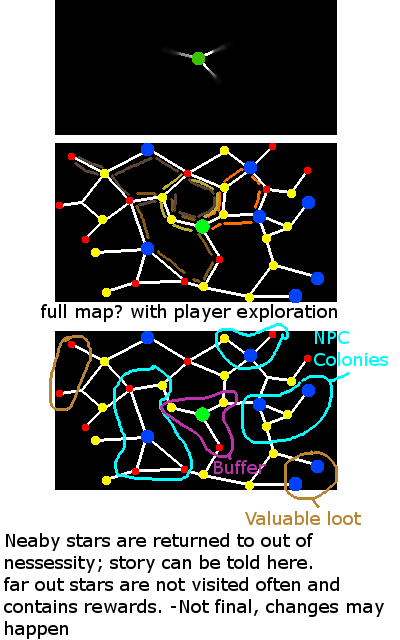 full map? with player exploration
NPC
Colonies
Buffer
Valuable loot
Neaby stars are returned to out of
nessessity; story can be told here.
far out stars are not visited often and
contains rewards. -Not final, changes may
happen